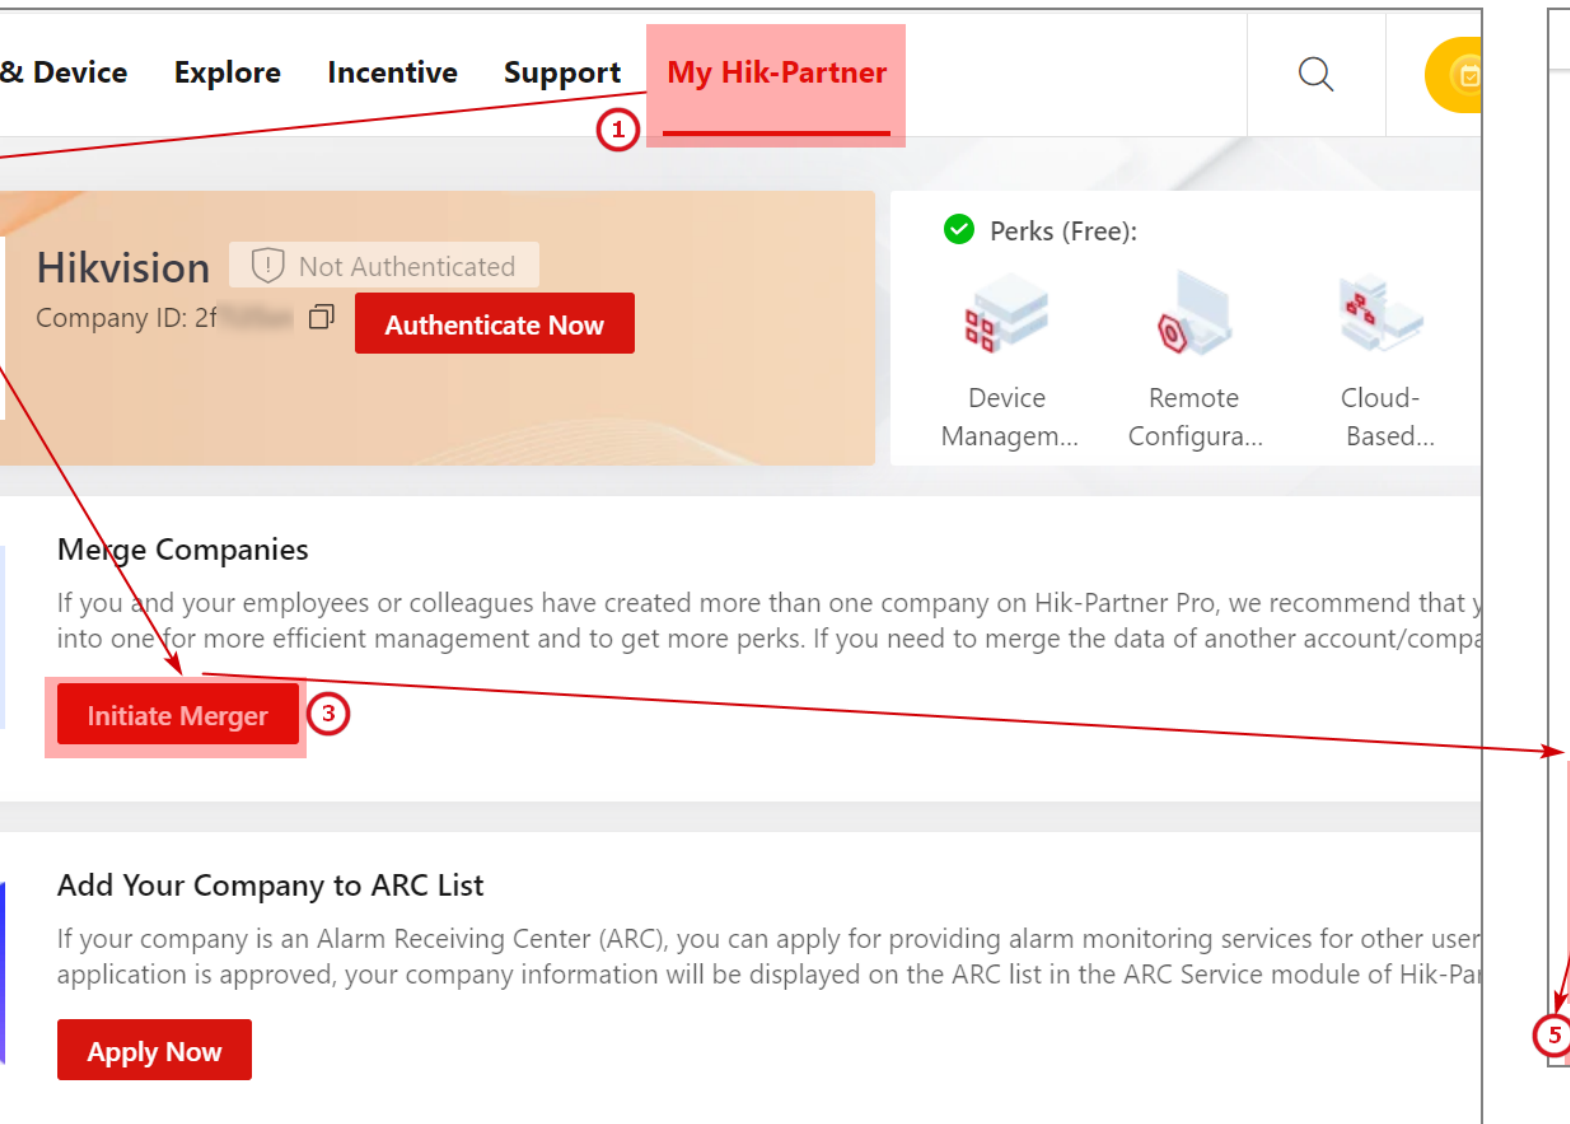 & Device Explore Incentive Support My Hik-Partner
1
Hikvision Not Authenticated
Company ID: 2f
Authenticate Now
Perks (Free):
Device
Managem...
Remote
Configura...
Cloud-
Based...
Merge Companies
If you and your employees or colleagues have created more than one company on Hik-Partner Pro, we recommend that y
into one for more efficient management and to get more perks. If you need to merge the data of another account/compa
Initiate Merger
3
Add Your Company to ARC List
If your company is an Alarm Receiving Center (ARC), you can apply for providing alarm monitoring services for other user
application is approved, your company information will be displayed on the ARC list in the ARC Service module of Hik-Par
Apply Now
5